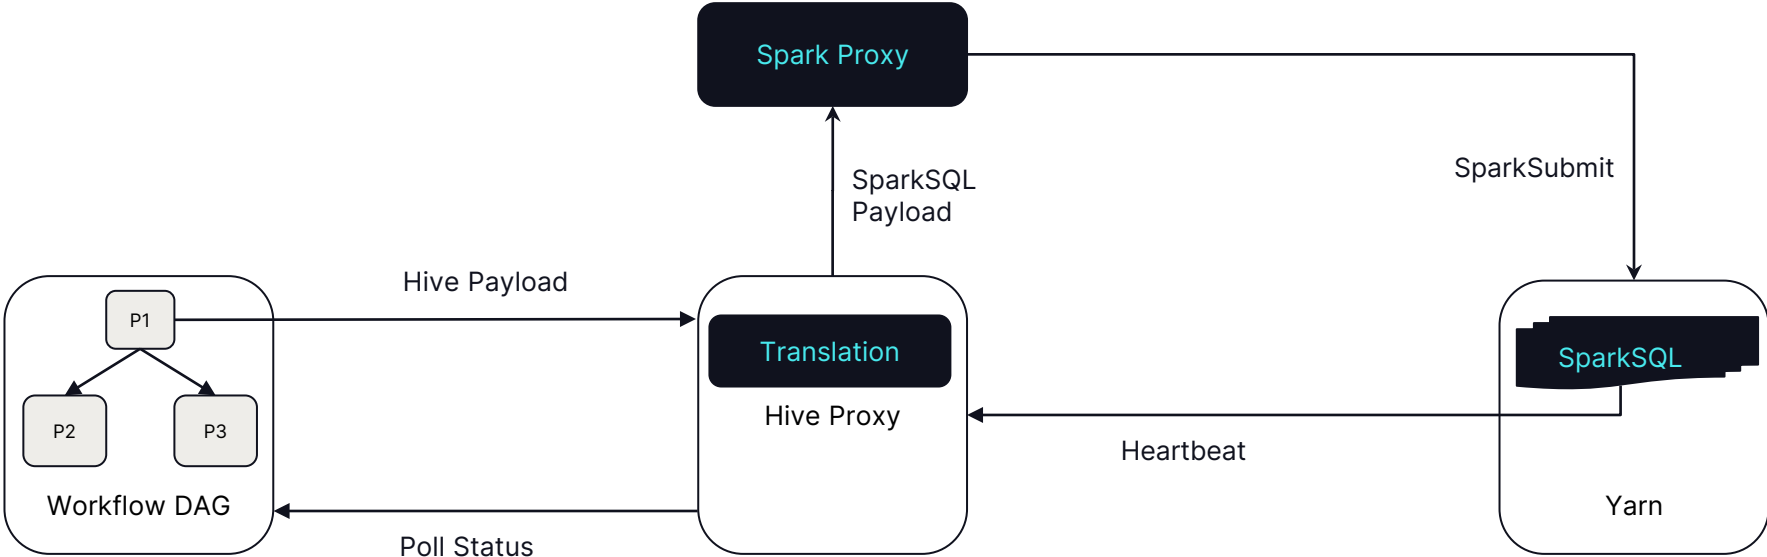 Spark Proxy
SparkSubmit
SparkSQL
Payload
Hive Payload
P1
P2
P3
Workflow DAG
Translation
Hive Proxy
SparkSQL
Heartbeat
Yarn
Poll Status